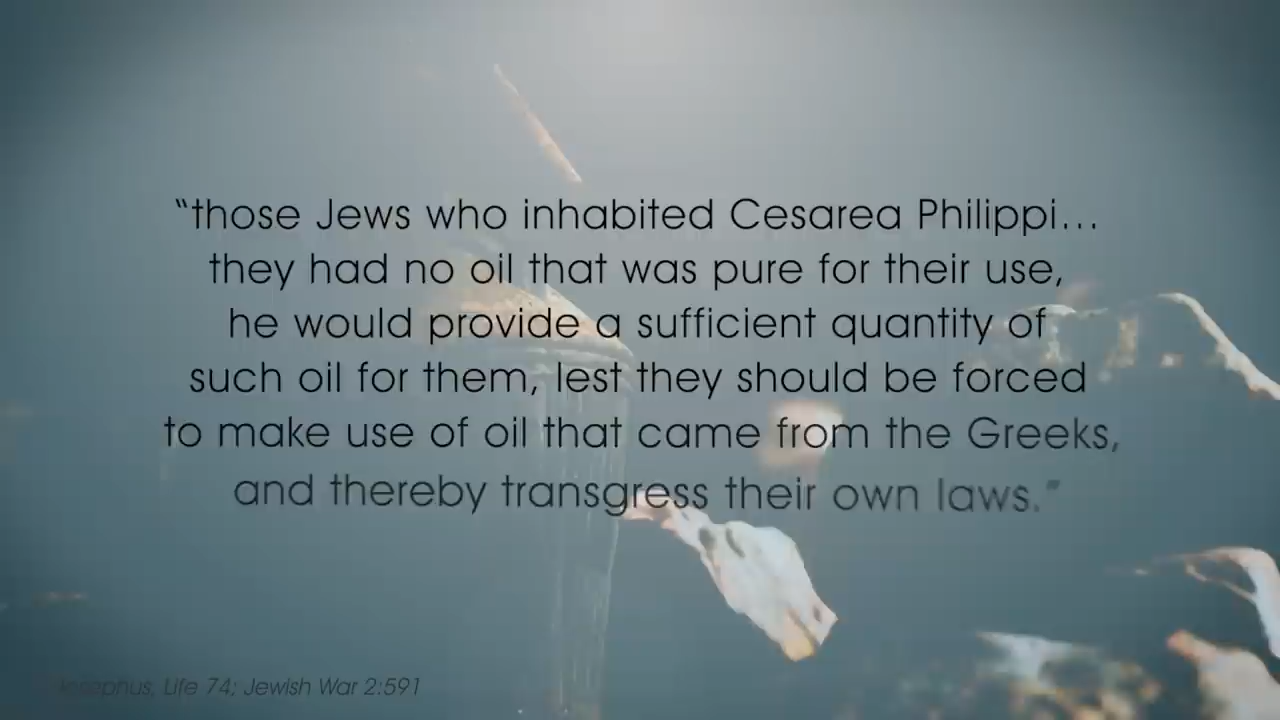 “those Jews who inhabited Cesarea Philippi...
they had no oil that was pure for their use,
he would provide a sufficient quantity of
such oil for them, lest they should be forced
to make use of oil that came from the Greeks,
and thereby transgress their own laws.”
Josephus, Life 74; Jewish War 2:591